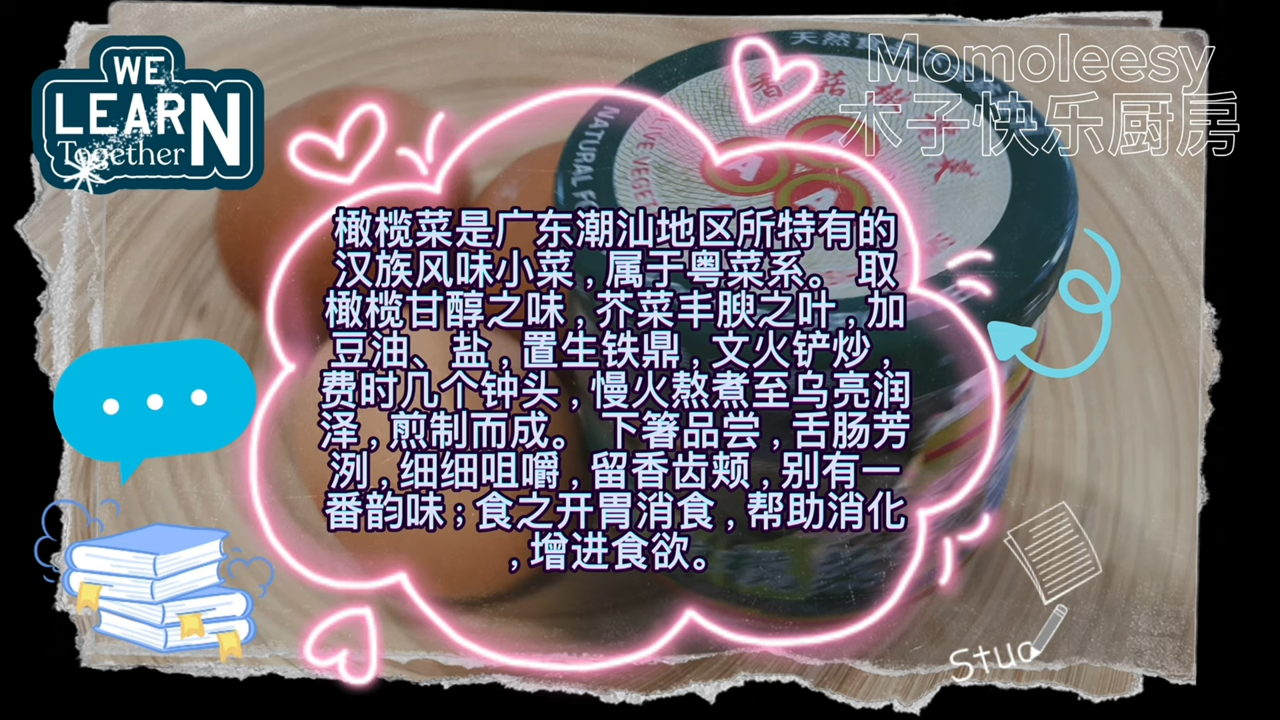 WE
LEARN
Together
Momoleesy
木子快乐厨房
天然
香菇
NATURAL
橄榄菜是广东潮汕地区所特有的
汉族风味小菜,属于粤菜系。 取
橄榄甘醇之味,芥菜丰腴之叶,加
豆油、盐,置生铁鼎,文火铲炒,
费时几个钟头,慢火熬煮至乌亮润
泽,煎制而成。 下箸品尝,舌肠芳
洌,细细咀嚼,留香齿颊,别有一
番韵味;食之开胃消食,帮助消化
,增进食欲。